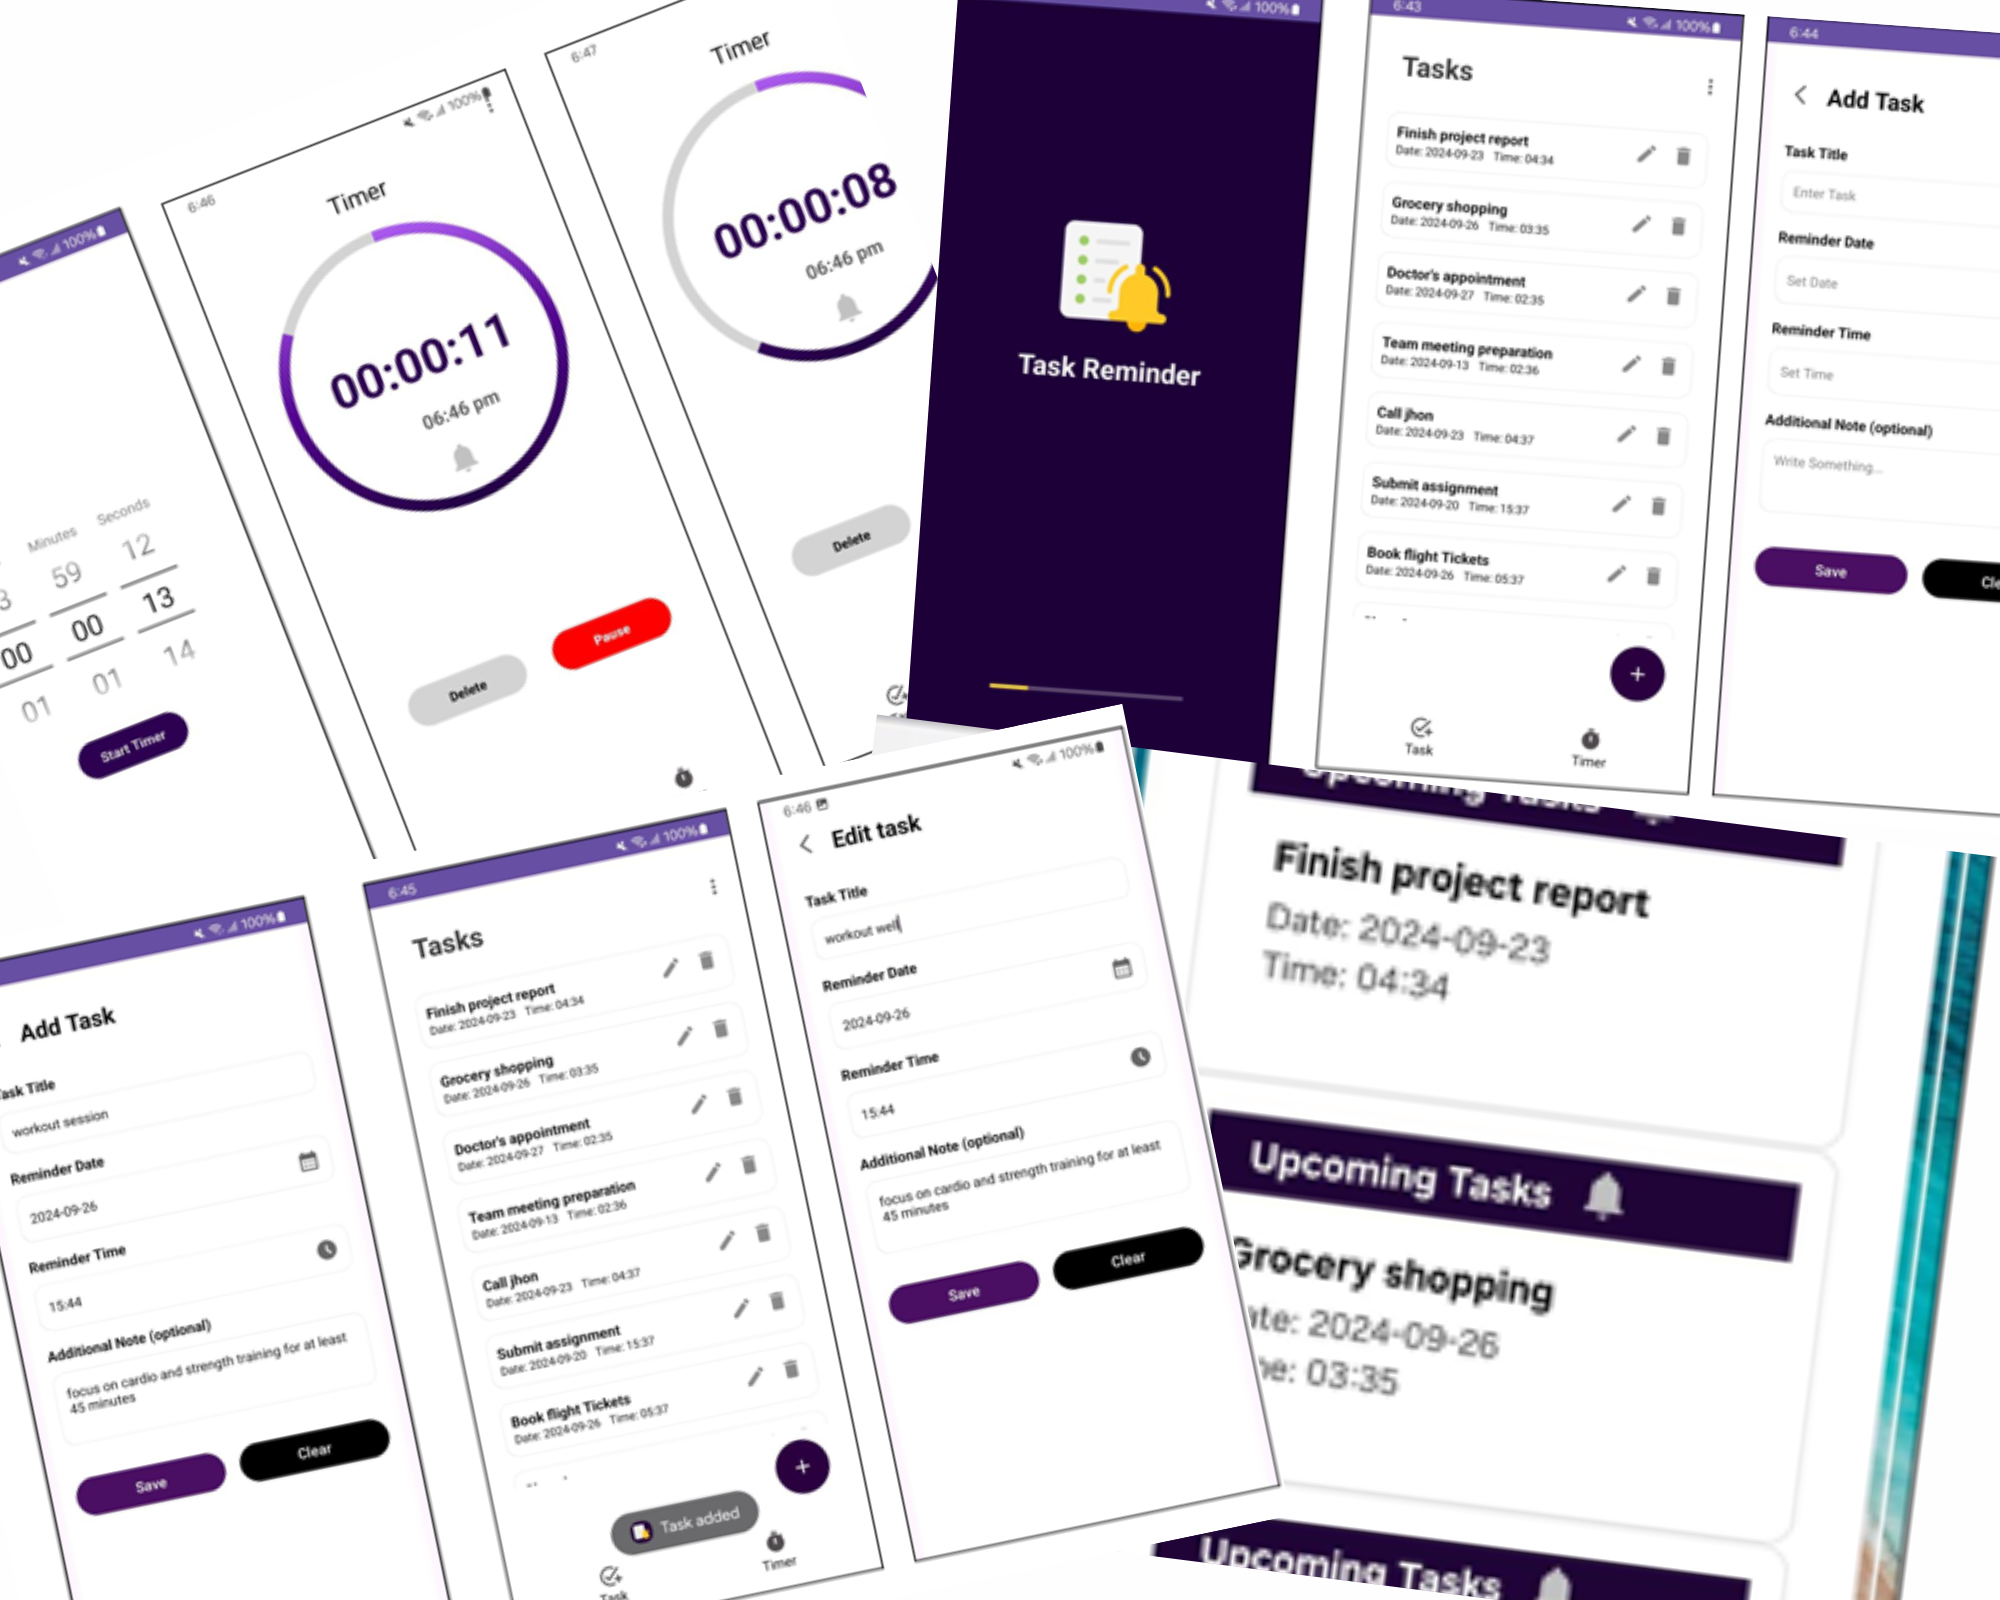 100%
Minutes
Seconds
59
12
00
00
13
01
01
14
Start Timer
6:46
100%
Timer
00:00:11
06:46 pm
Delete
Pause
6:47
Timer
00:00:08
06:46 pm
Delete
100%
Task Reminder
6:43
100%
Tasks
Finish project report
Date: 2024-09-23 Time: 04:34
Grocery shopping
Date: 2024-09-26 Time: 03:35
Doctor's appointment
Date: 2024-09-27 Time: 02:35
Team meeting preparation
Date: 2024-09-13 Time: 02:36
Call jhon
Date: 2024-09-23 Time: 04:37
Submit assignment
Date: 2024-09-20 Time: 15:37
Book flight Tickets
Date: 2024-09-26 Time: 05:37
+
Task
Timer
6:44
Add Task
Task Title
Enter Task
Reminder Date
Set Date
Reminder Time
Set Time
Additional Note (optional)
Write Something...
Save
Cle
100%
Add Task
Task Title
workout session
Reminder Date
2024-09-26
Reminder Time
15:44
Additional Note (optional)
focus on cardio and strength training for at least
45 minutes
Save
Clear
6:45
100%
Tasks
Finish project report
Date: 2024-09-23 Time: 04:34
Grocery shopping
Date: 2024-09-26 Time: 03:35
Doctor's appointment
Date: 2024-09-27 Time: 02:35
Team meeting preparation
Date: 2024-09-13 Time: 02:36
Call jhon
Date: 2024-09-23 Time: 04:37
Submit assignment
Date: 2024-09-20 Time: 15:37
Book flight Tickets
Date: 2024-09-26 Time: 05:37
+
Task added
Task
Timer
6:46
100%
Edit task
Task Title
workout well
Reminder Date
2024-09-26
Reminder Time
15:44
Additional Note (optional)
focus on cardio and strength training for at least
45 minutes
Save
Clear
Upcoming Tasks
Finish project report
Date: 2024-09-23
Time: 04:34
Upcoming Tasks
Grocery shopping
ate: 2024-09-26
ne: 03:35
Upcoming Tasks